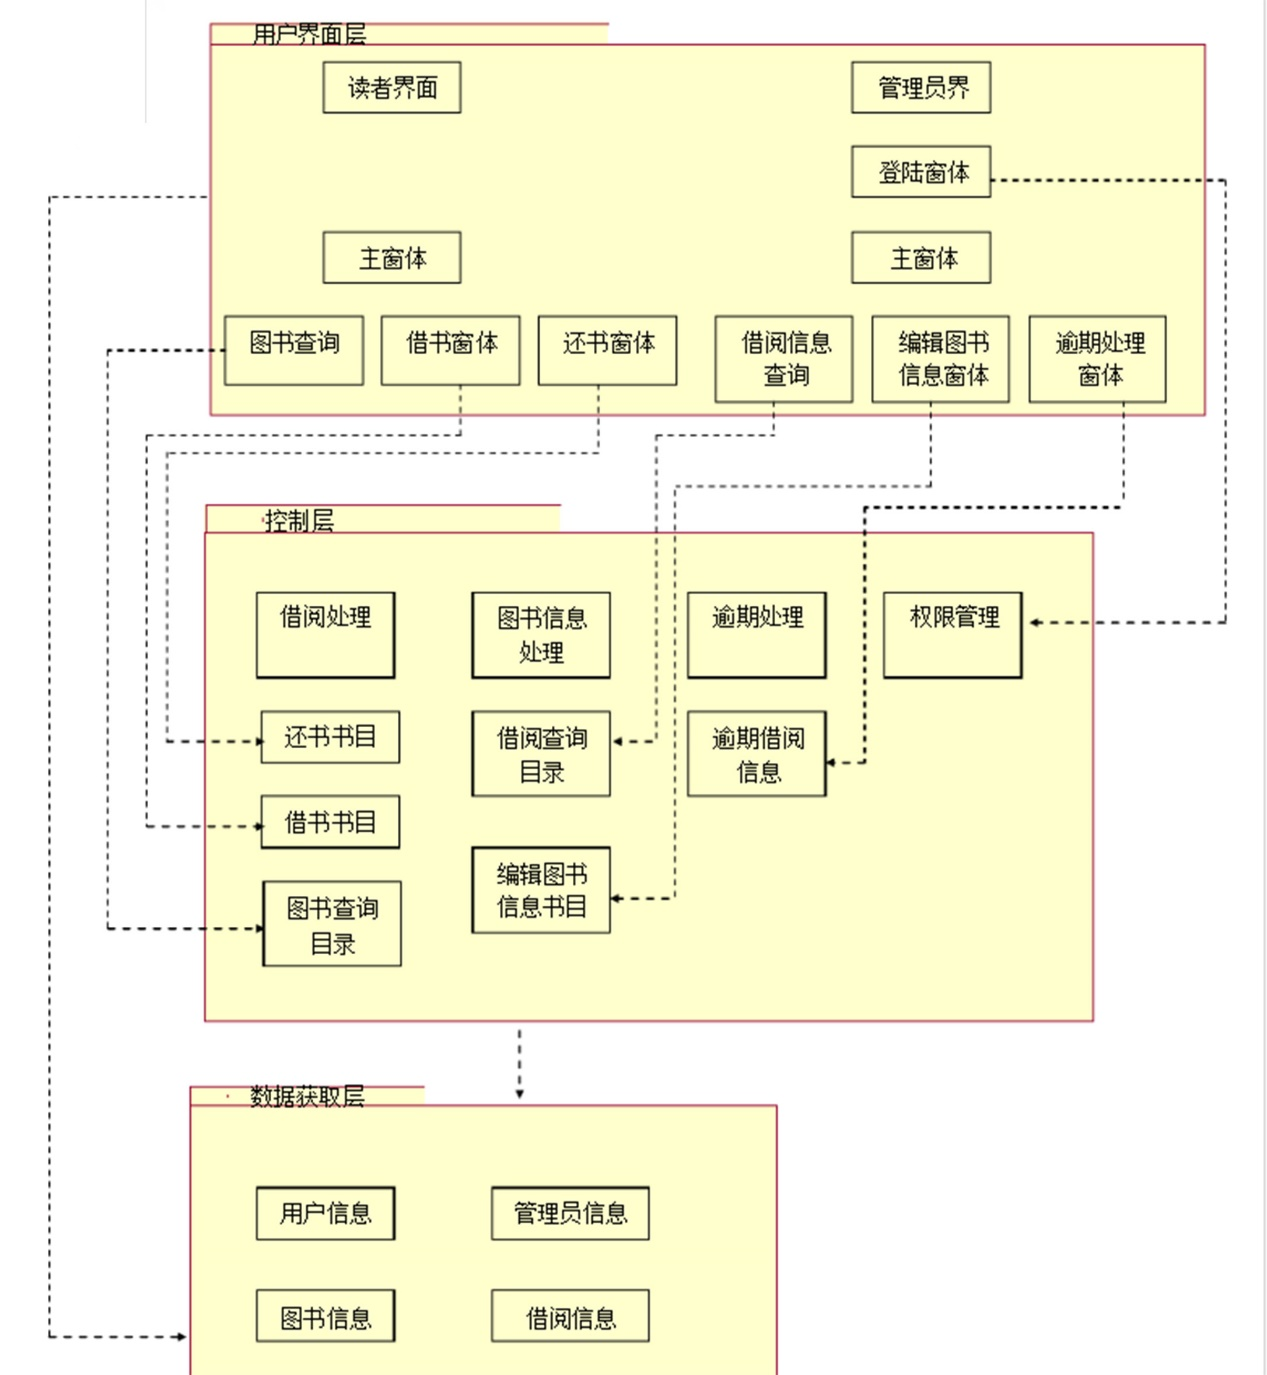 用户界面层
读者界面
管理员界
登陆窗体
主窗体
主窗体
图书查询
借书窗体
还书窗体
借阅信息
查询
编辑图书
信息窗体
逾期处理
窗体
控制层
借阅处理
图书信息
处理
逾期处理
权限管理
还书书目
借阅查询
目录
逾期借阅
信息
借书书目
编辑图书
信息书目
图书查询
目录
数据获取层
用户信息
管理员信息
图书信息
借阅信息